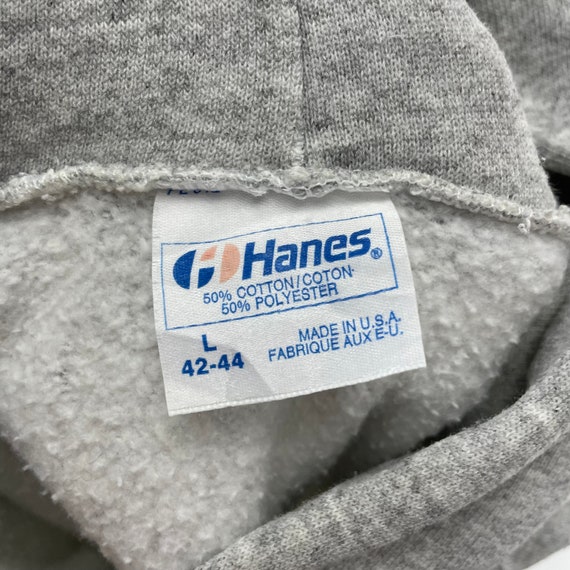 Hanes®
50% COTTON/COTON
50% POLYESTER
L
42-44
MADE IN U.S.A.
FABRIQUE AUX E-U.